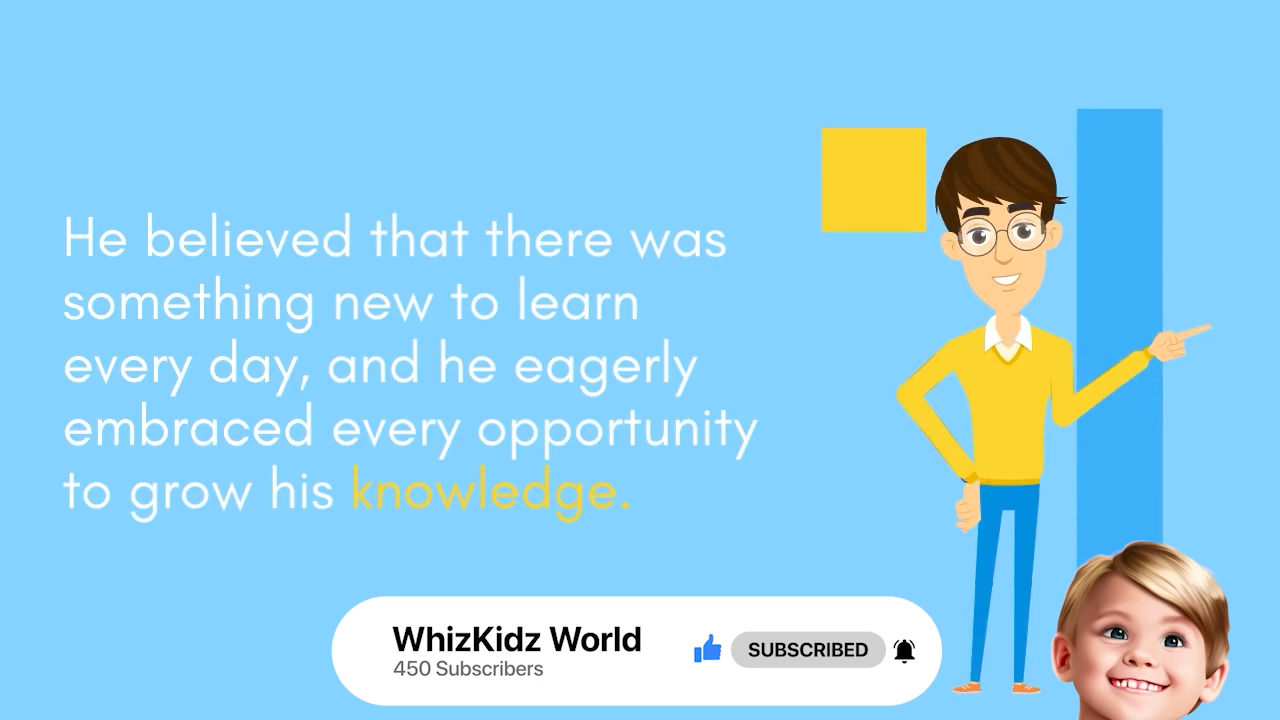 He believed that there was
something new to learn
every day, and he eagerly
embraced every opportunity
to grow his knowledge.
WhizKidz World
450 Subscribers
SUBSCRIBED